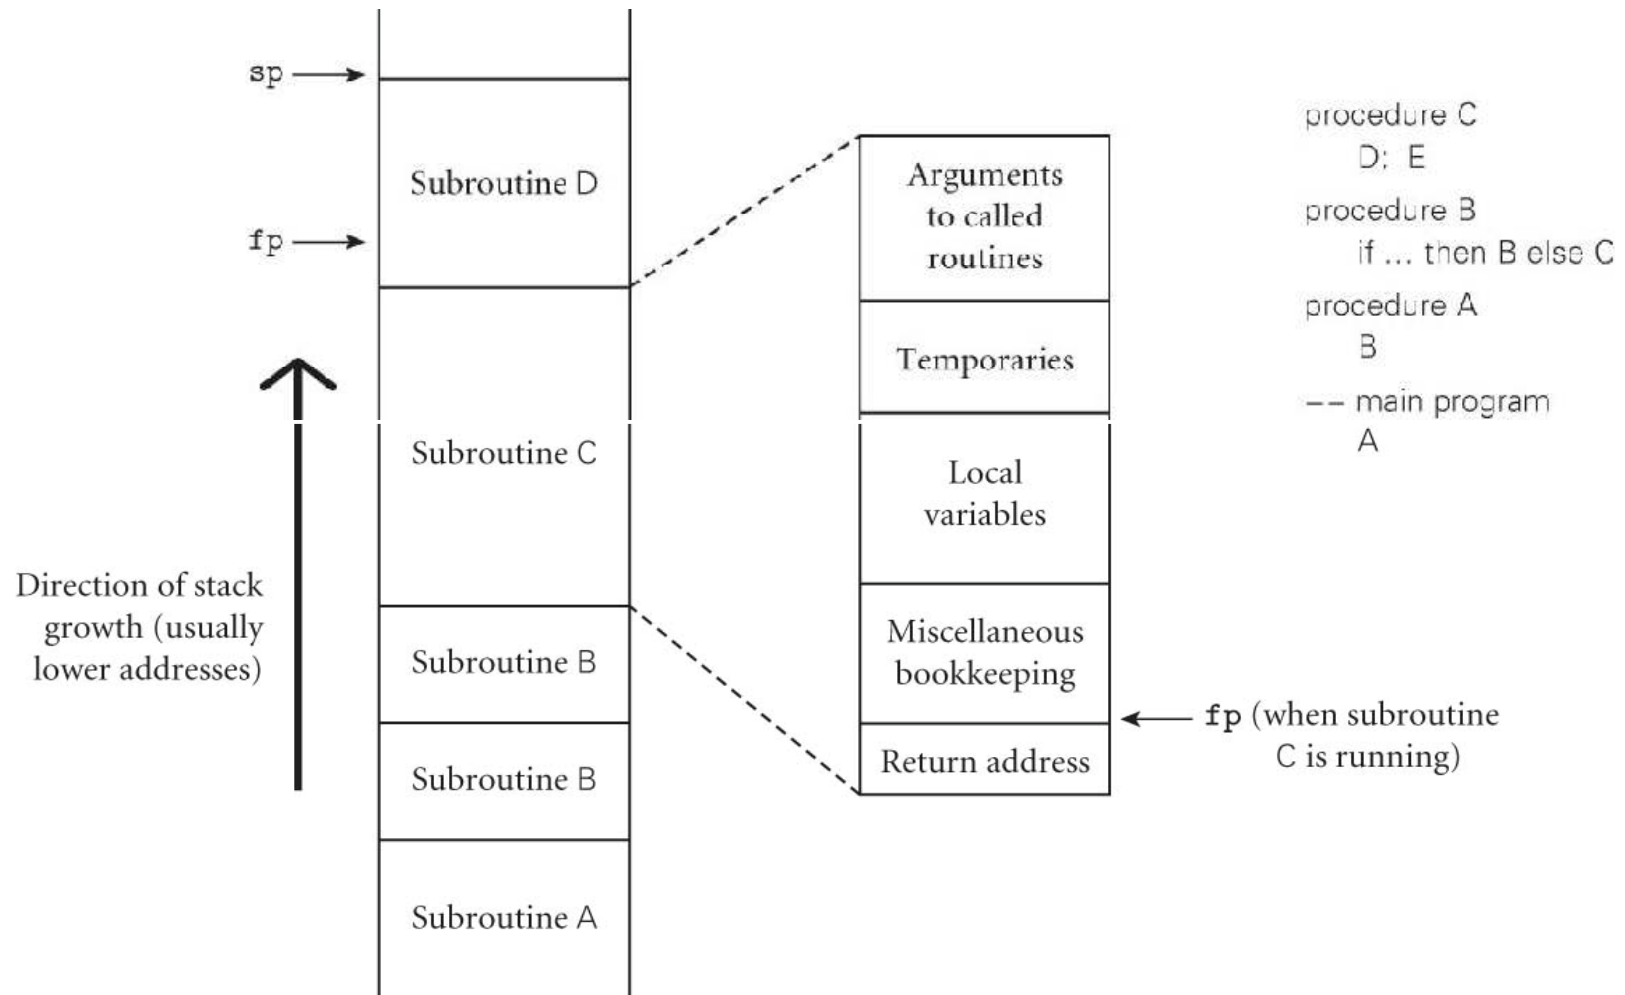 sp
Subroutine D
fp
Subroutine C
Direction of stack
growth (usually
lower addresses)
Subroutine B
Subroutine B
Subroutine A
Arguments
to called
routines
Temporaries
Local
variables
Miscellaneous
bookkeeping
Return address
fp (when subroutine
C is running)
procedure C
D; E
procedure B
if ... then B else C
procedure A
B
-- main program
A